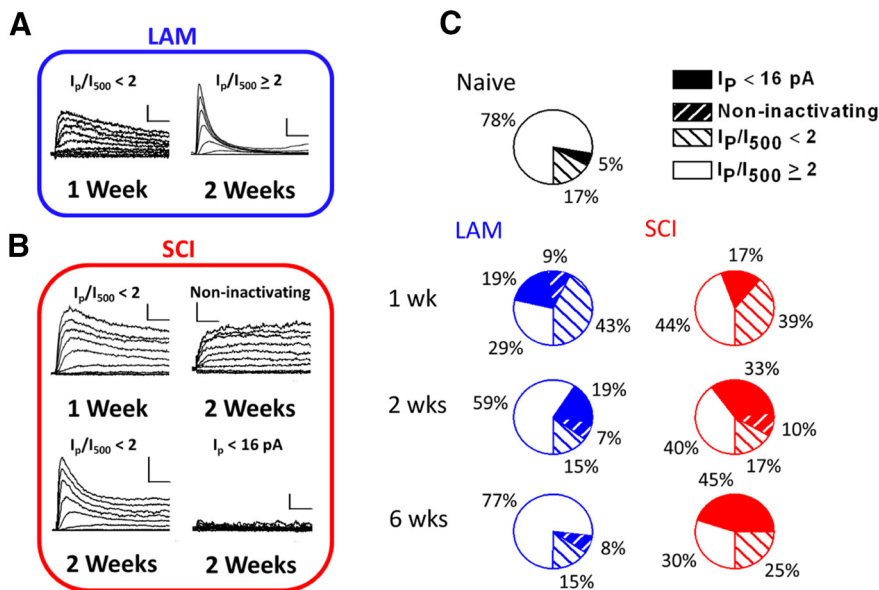 A
LAM
Ip/I500 < 2
Ip/I500 ≥ 2
1 Week
2 Weeks
B
SCI
Ip/I500 < 2
Non-inactivating
1 Week
2 Weeks
Ip/I500 < 2
Ip < 16 pA
2 Weeks
2 Weeks
C
Naive
78%
5%
17%
IP < 16 pA
Non-inactivating
IP/I500 < 2
IP/I500 ≥ 2
LAM
SCI
1 wk
9%
19%
43%
29%
17%
44%
39%
2 wks
59%
19%
7%
15%
33%
10%
40%
17%
6 wks
77%
8%
15%
45%
30%
25%